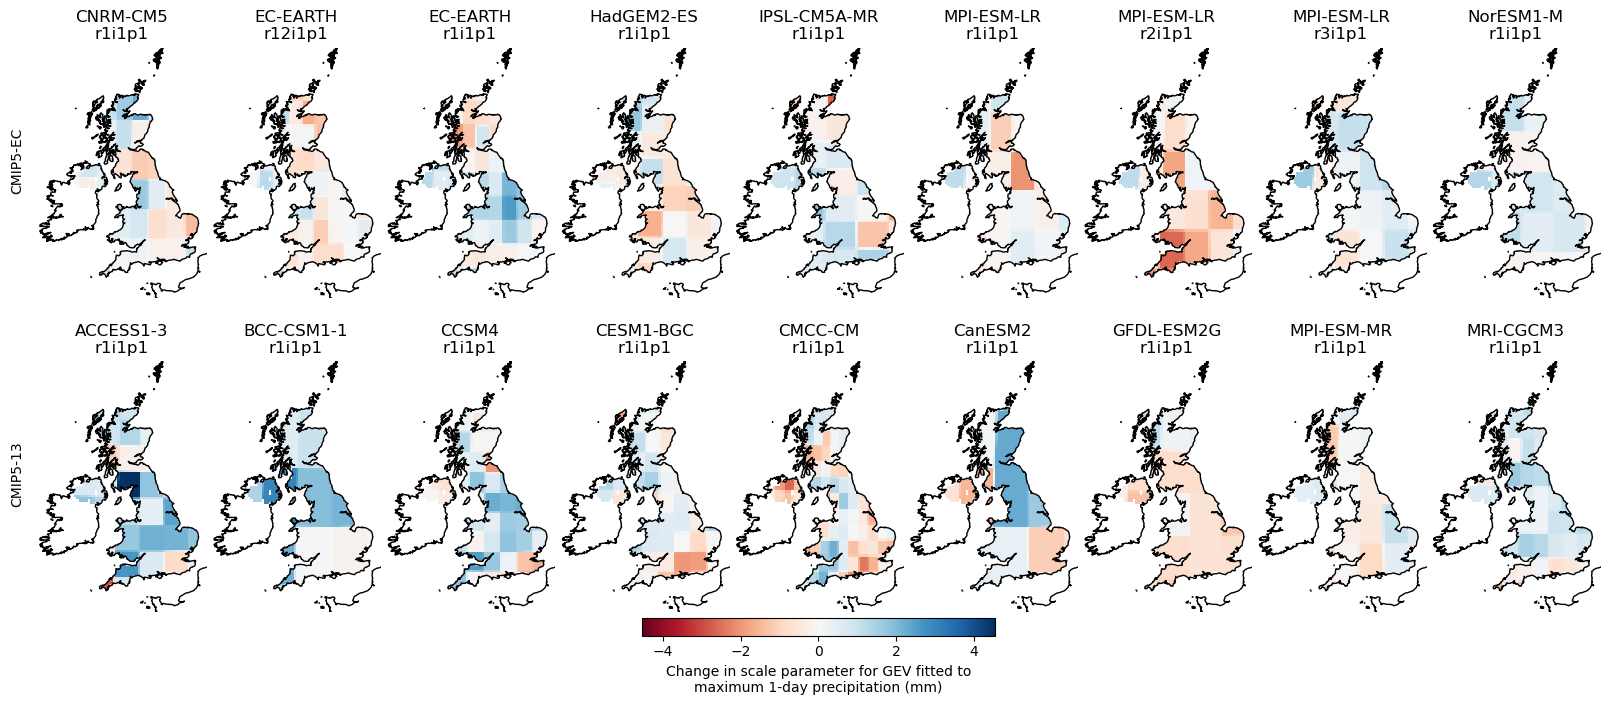 CNRM-CM5
r1i1p1
EC-EARTH
r12i1p1
EC-EARTH
r1i1p1
HadGEM2-ES
r1i1p1
IPSL-CM5A-MR
r1i1p1
MPI-ESM-LR
r1i1p1
MPI-ESM-LR
r2i1p1
MPI-ESM-LR
r3i1p1
NorESM1-M
r1i1p1
CMIP5-EC
ACCESS1-3
r1i1p1
BCC-CSM1-1
r1i1p1
CCSM4
r1i1p1
CESM1-BGC
r1i1p1
CMCC-CM
r1i1p1
CanESM2
r1i1p1
GFDL-ESM2G
r1i1p1
MPI-ESM-MR
r1i1p1
MRI-CGCM3
r1i1p1
CMIP5-13
−4 −2 0 2 4
Change in scale parameter for GEV fitted to
maximum 1-day precipitation (mm)